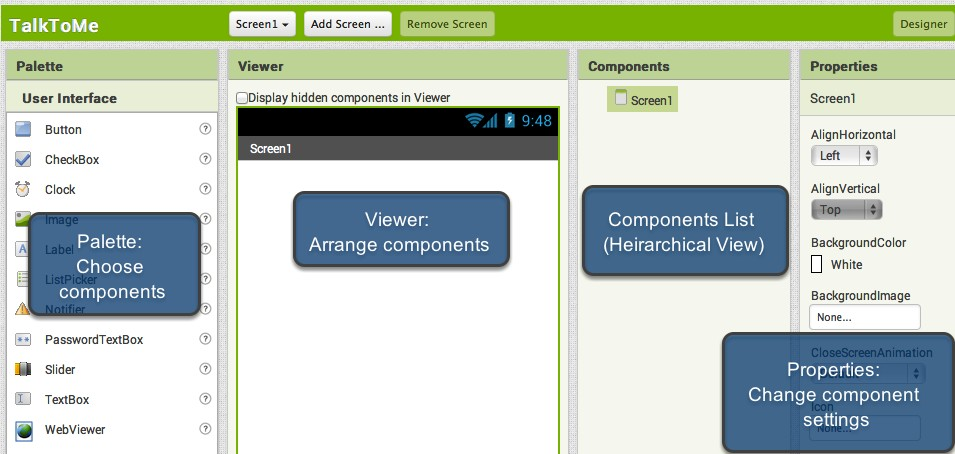 TalkToMe
Screen1
Add Screen ...
Remove Screen
Designer
Palette
User Interface
Button
CheckBox
Clock
Image
Label
ListPicker
Notifier
PasswordTextBox
Slider
TextBox
WebViewer
Palette:
Choose
components
Viewer
Display hidden components in Viewer
9:48
Screen1
Viewer:
Arrange components
Components
Screen1
Components List
(Heirarchical View)
Properties
Screen1
AlignHorizontal
Left
AlignVertical
Top
BackgroundColor
White
BackgroundImage
None...
CloseScreenAnimation
Icon
None...
Properties:
Change component
settings